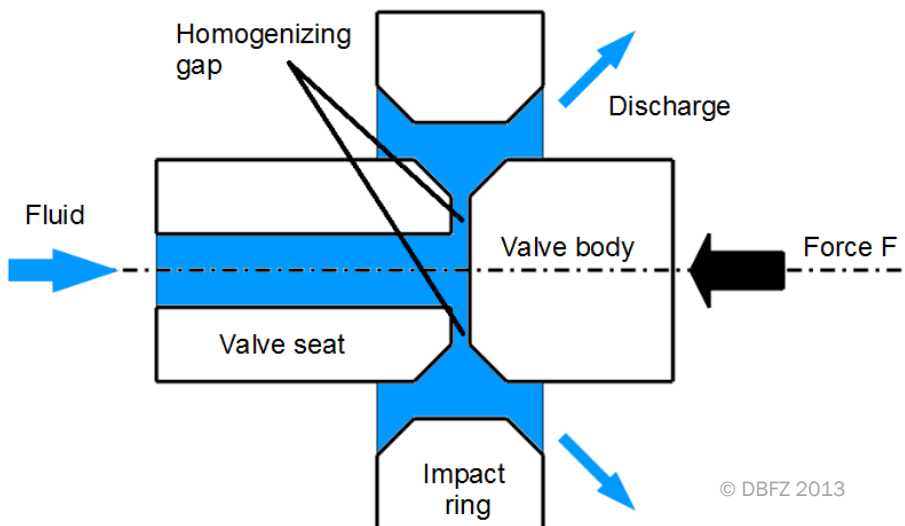 Homogenizing
gap
Discharge
Fluid
Valve body
Force F
Valve seat
Impact
ring
© DBFZ 2013